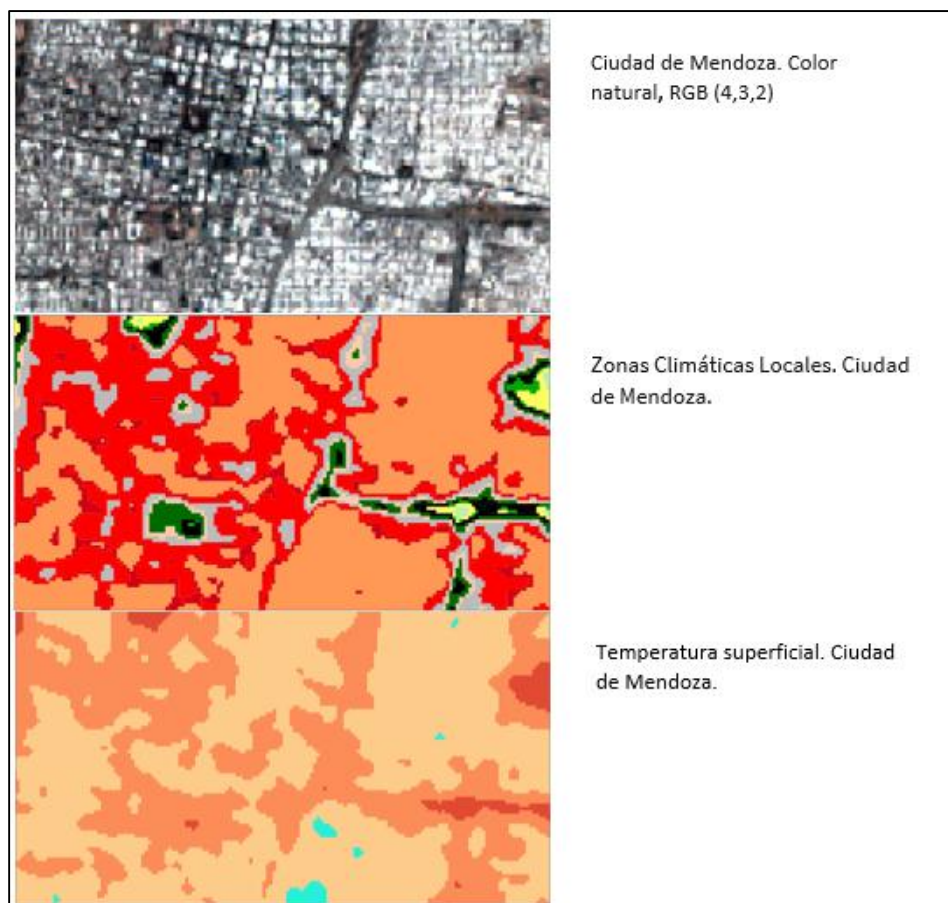 Ciudad de Mendoza. Color
natural, RGB (4,3,2)
Zonas Climáticas Locales. Ciudad
de Mendoza.
Temperatura superficial. Ciudad
de Mendoza.